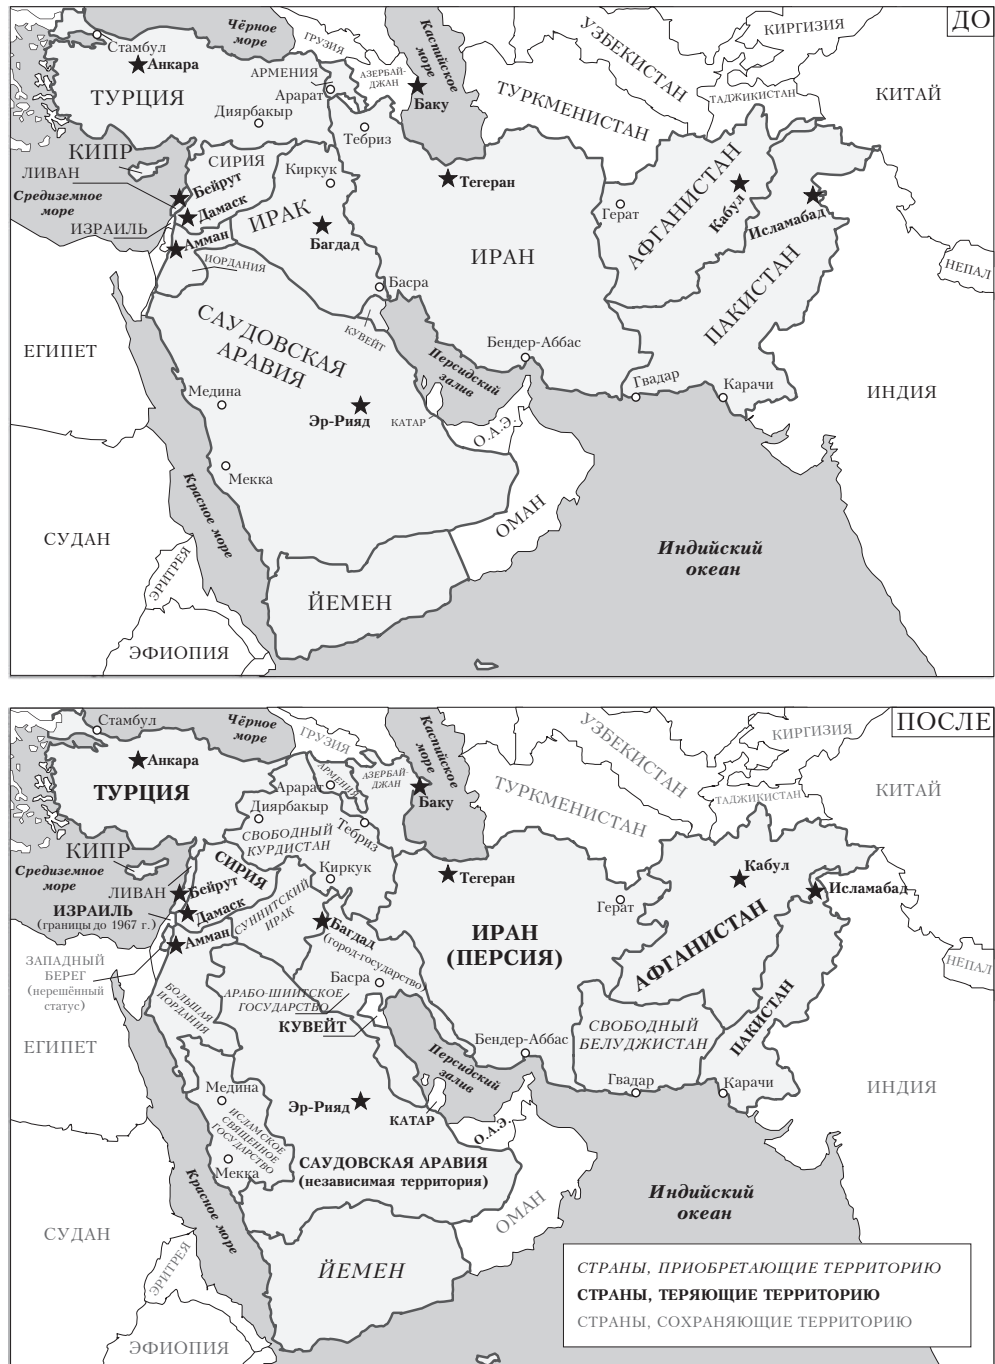 ДО
Чёрное
море
Каспийское
море
ГРУЗИЯ
УЗБЕКИСТАН
КИРГИЗИЯ
Стамбул
Анкара
ТУРЦИЯ
АРМЕНИЯ
Арарат
АЗЕРБАЙ-
ДЖАН
Баку
ТУРКМЕНИСТАН
ТАДЖИКИСТАН
КИТАЙ
Диярбакыр
Тебриз
КИПР
СИРИЯ
ЛИВАН
Бейрут
Киркук
Тегеран
АФГАНИСТАН
Кабул
Средиземное
море
Дамаск
ИРАК
Герат
Исламабад
ИЗРАИЛЬ
Амман
Багдад
ИРАН
ИОРДАНИЯ
НЕПАЛ
Басра
ПАКИСТАН
САУДОВСКАЯ
АРАВИЯ
КУВЕЙТ
ЕГИПЕТ
Персидский
залив
Бендер-Аббас
Гвадар
Карачи
ИНДИЯ
Медина
Эр-Рияд
КАТАР
О.А.Э.
Мекка
Красное море
ОМАН
СУДАН
Индийский
океан
ЭРИТРЕЯ
ЙЕМЕН
ЭФИОПИЯ
ПОСЛЕ
Стамбул
Чёрное
море
Каспийское
море
ГРУЗИЯ
УЗБЕКИСТАН
КИРГИЗИЯ
Анкара
ТУРЦИЯ
Арарат
АРМЕНИЯ
АЗЕРБАЙ-
ДЖАН
Баку
ТУРКМЕНИСТАН
ТАДЖИКИСТАН
КИТАЙ
Диярбакыр
СВОБОДНЫЙ
КУРДИСТАН
Тебриз
КИПР
Средиземное
море
СИРИЯ
Киркук
Тегеран
Кабул
ЛИВАН
Бейрут
Исламабад
ИЗРАИЛЬ
(границы до 1967 г.)
Дамаск
СУННИТСКИЙ
ИРАК
Герат
Амман
Багдад
(город-государство)
ИРАН
(ПЕРСИЯ)
АФГАНИСТАН
ЗАПАДНЫЙ
БЕРЕГ
(нерешённый
статус)
НЕПАЛ
БОЛЬШАЯ
ИОРДАНИЯ
АРАБО-ШИИТСКОЕ
ГОСУДАРСТВО
Басра
КУВЕЙТ
ПАКИСТАН
СВОБОДНЫЙ
БЕЛУДЖИСТАН
ЕГИПЕТ
Персидский
залив
Бендер-Аббас
Гвадар
Карачи
ИНДИЯ
Медина
Эр-Рияд
КАТАР
О.А.Э.
ИСЛАМСКОЕ
СВЯЩЕННОЕ
ГОСУДАРСТВО
Мекка
САУДОВСКАЯ АРАВИЯ
(независимая территория)
Красное море
ОМАН
Индийский
океан
СУДАН
ЭРИТРЕЯ
ЙЕМЕН
ЭФИОПИЯ
СТРАНЫ, ПРИОБРЕТАЮЩИЕ ТЕРРИТОРИЮ
СТРАНЫ, ТЕРЯЮЩИЕ ТЕРРИТОРИЮ
СТРАНЫ, СОХРАНЯЮЩИЕ ТЕРРИТОРИЮ